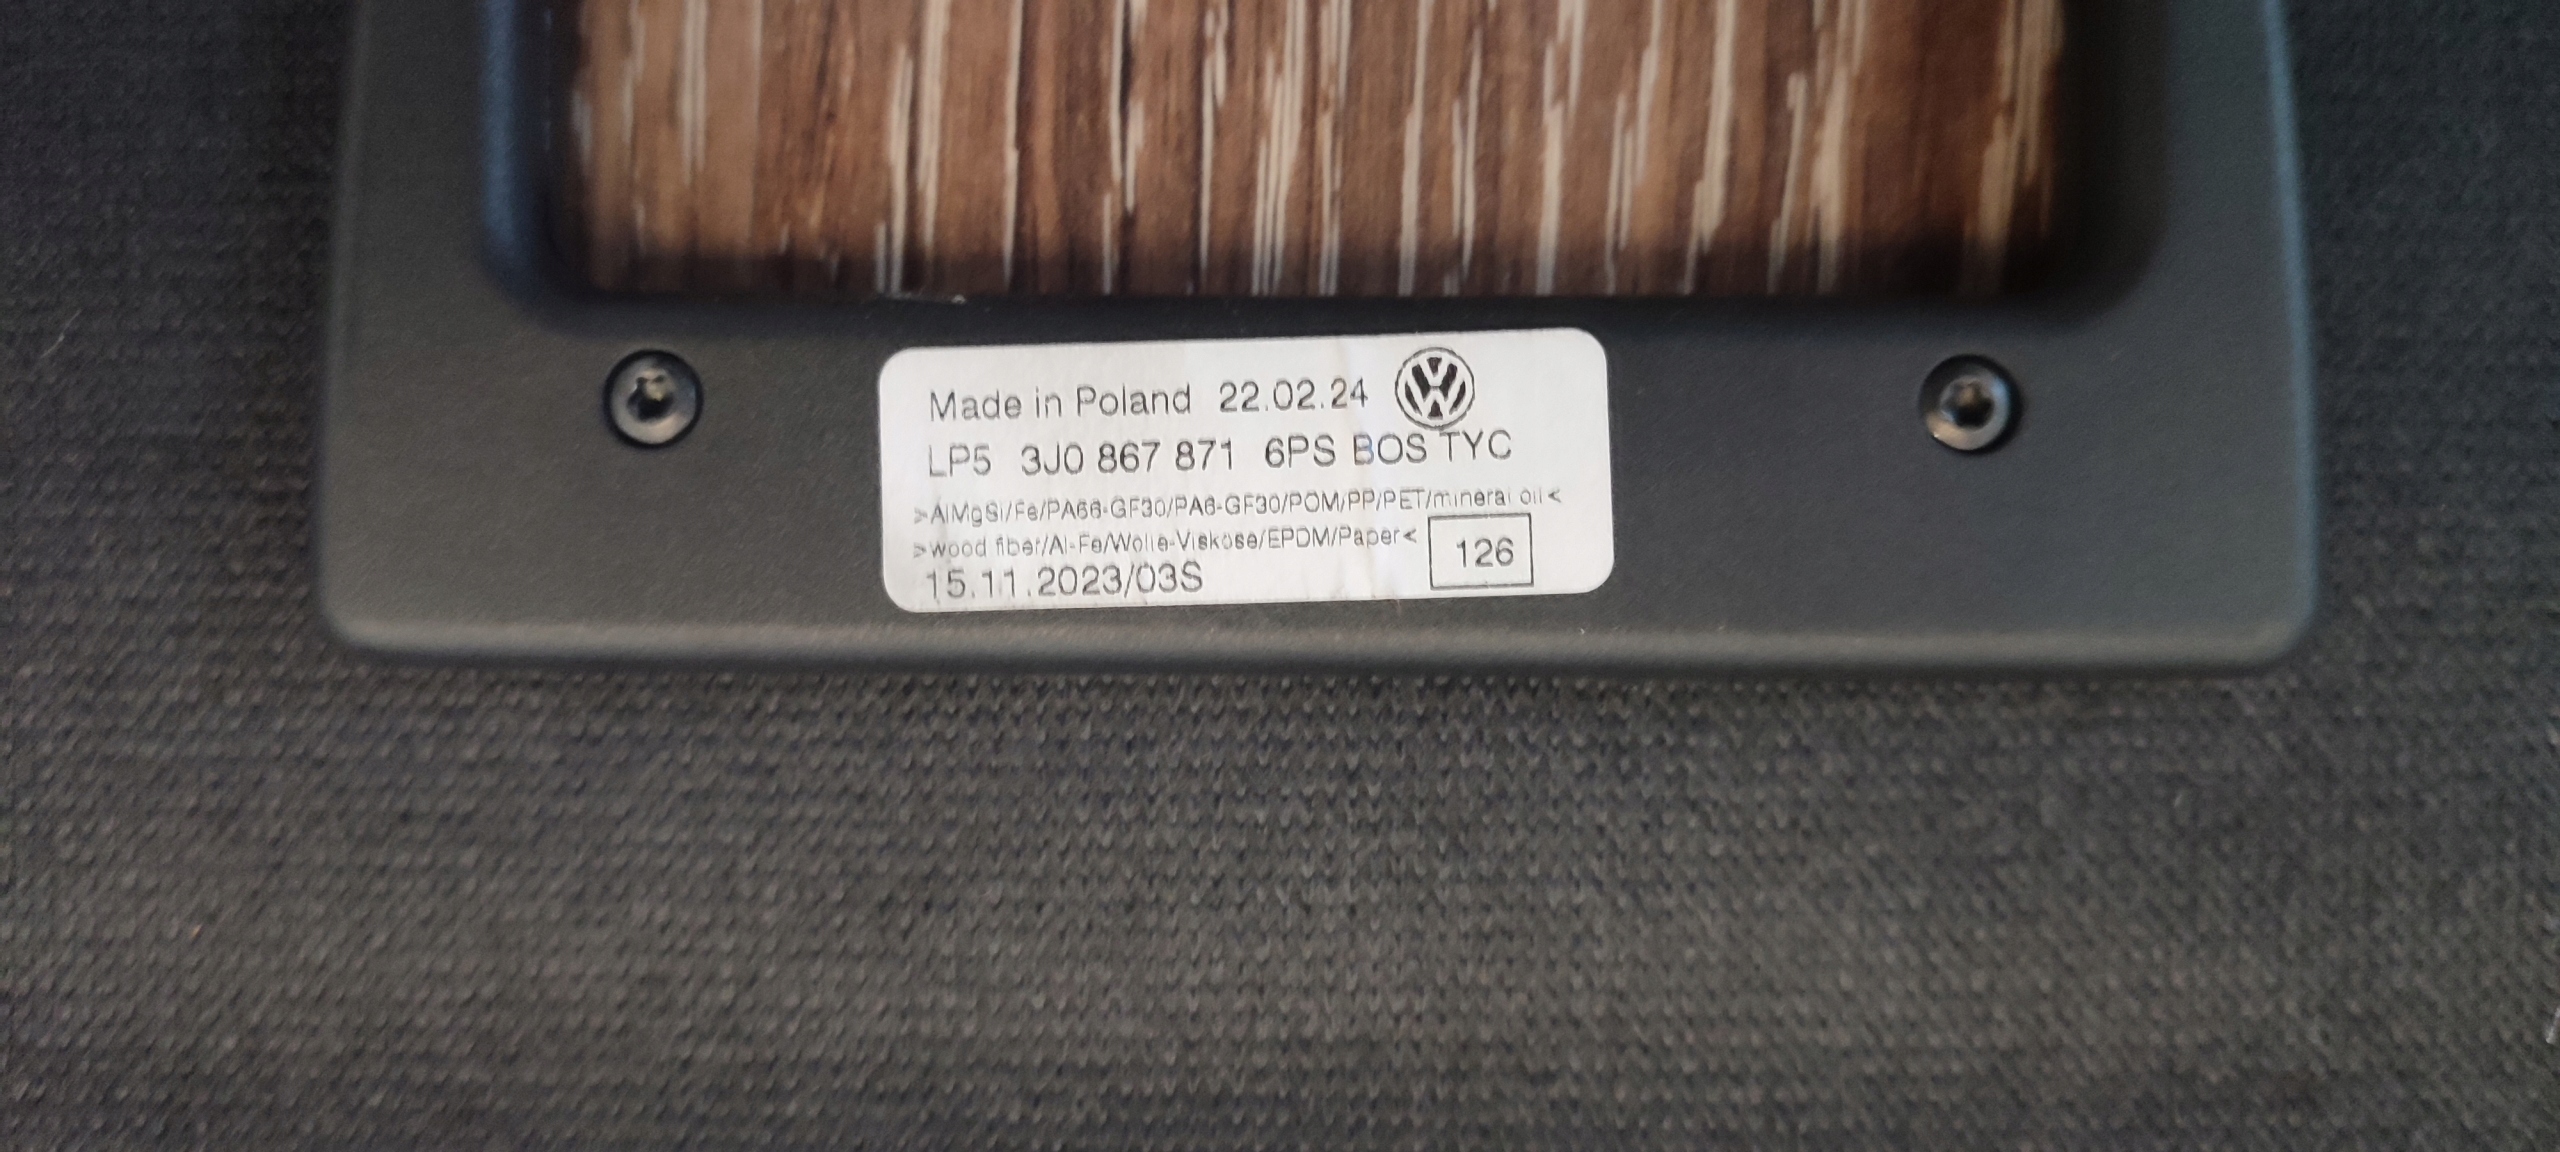 Made in Poland 22.02.24
LP5 3J0 867 871 6PS BOS TYC
>AlMgSi/Fe/PA66-GF30/PA6-GF30/POM/PP/PET/mineral oil<
>wood fiber/Al-Fe/Wolle-Viskose/EPDM/Paper<
126
15.11.2023/03S